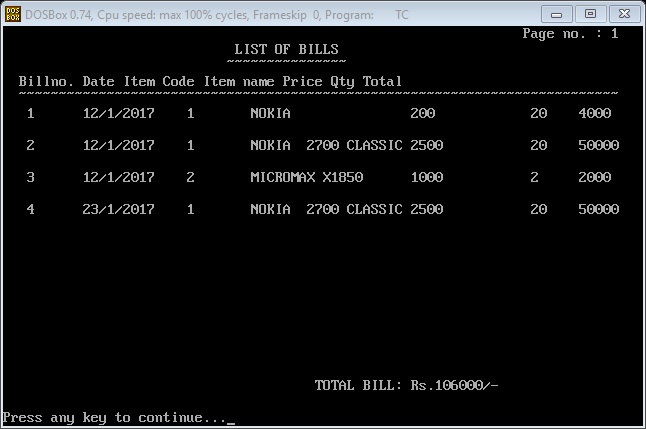 DOS BOX DOSBox 0.74, Cpu speed: max 100% cycles, Frameskip 0, Program: TC
Page no. : 1
LIST OF BILLS
~~~~~~~~~~~~~~~
Billno. Date Item Code Item name Price Qty Total
~~~~~~~~~~~~~~~~~~~~~~~~~~~~~~~~~~~~~~~~~~~~~~~~~~~~~~~~~~~~~~~~~~~~~~~~~~~
1 12/1/2017 1 NOKIA 200 20 4000
2 12/1/2017 1 NOKIA 2700 CLASSIC 2500 20 50000
3 12/1/2017 2 MICROMAX X1850 1000 2 2000
4 23/1/2017 1 NOKIA 2700 CLASSIC 2500 20 50000
TOTAL BILL: Rs.106000/-
Press any key to continue..._